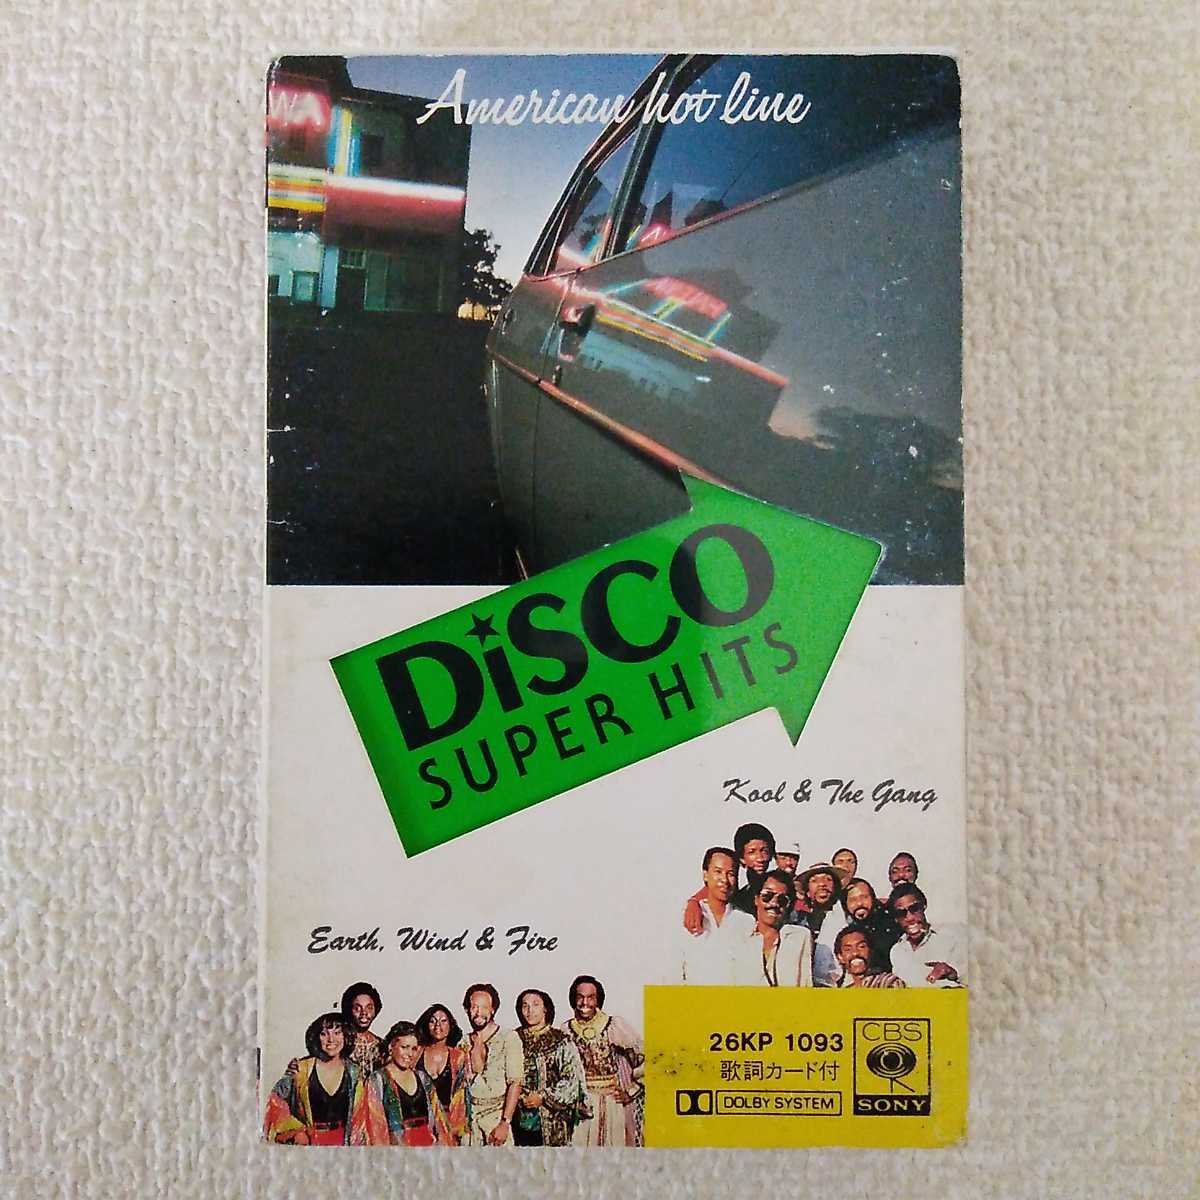 American hot line
WA
DiSCO
SUPER HITS
Kool & The Gang
Earth, Wind & Fire
26KP 1093
歌詞カード付
DOLBY SYSTEM
CBS
SONY